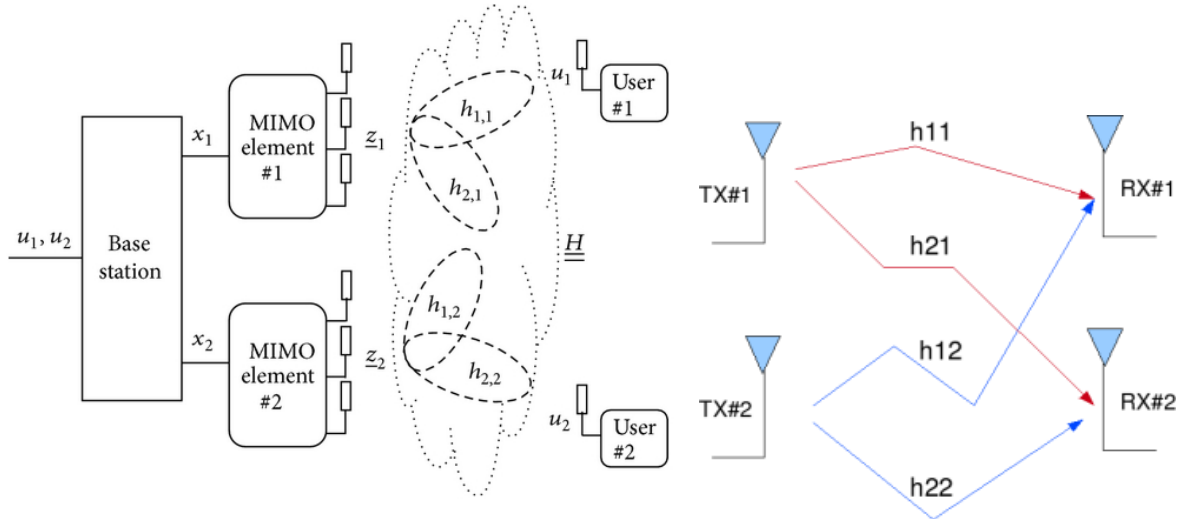 u₁, u₂
Base
station
x₁
x₂
MIMO
element
#1
MIMO
element
#2
z₁
z₂
h₁,₁
h₂,₁
h₁,₂
h₂,₂
H
u₁
User
#1
u₂
User
#2
TX#1
TX#2
h11
h21
h12
h22
RX#1
RX#2